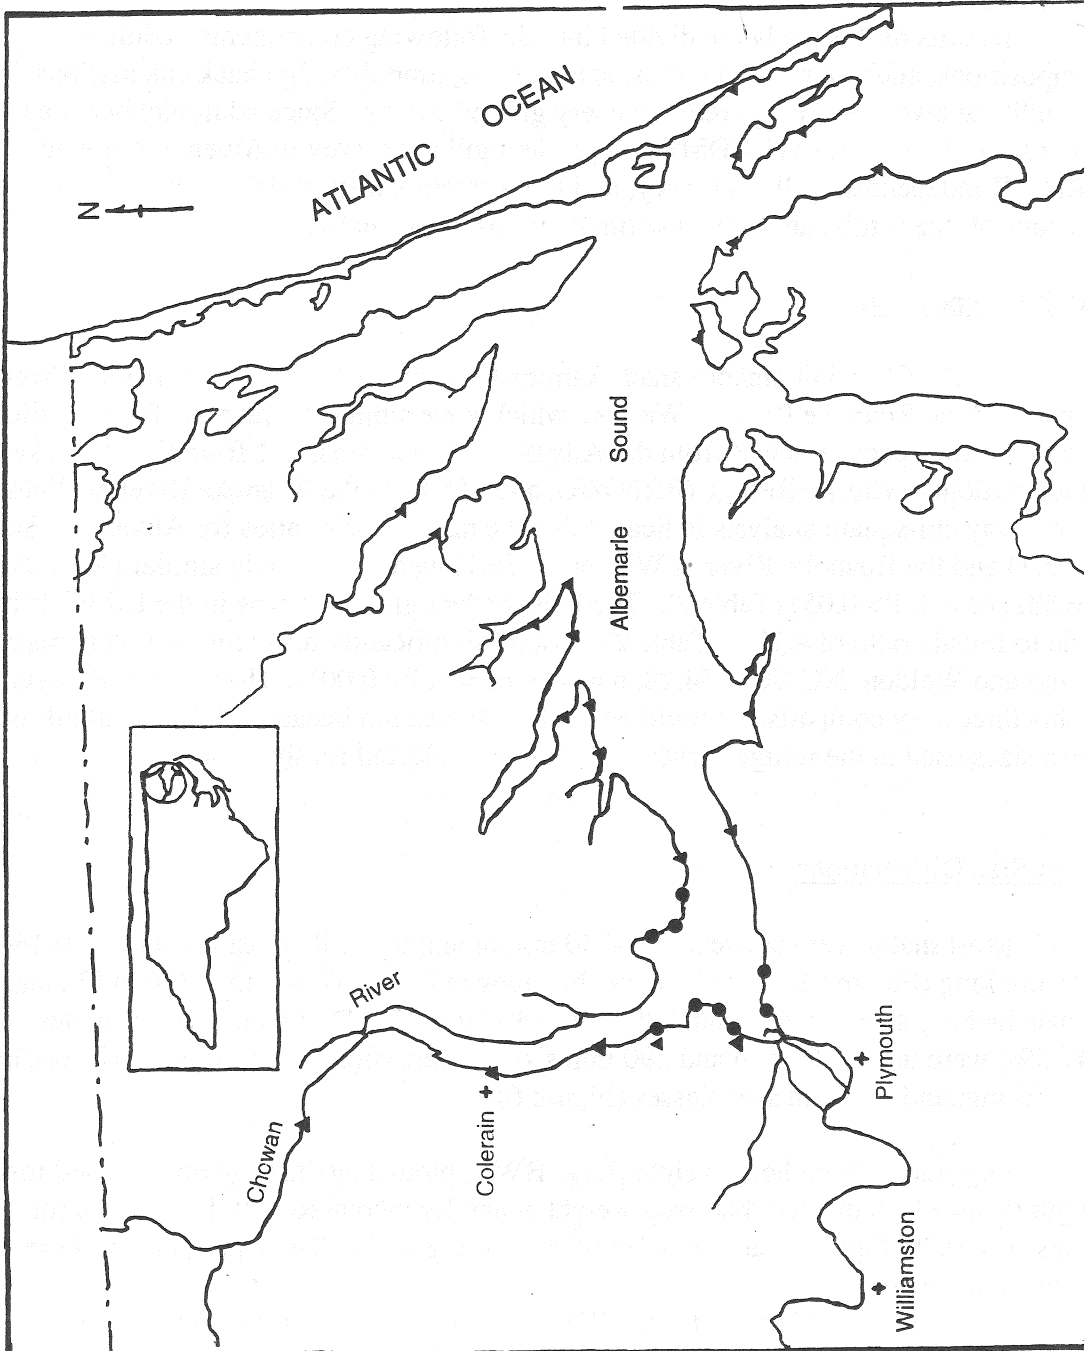 ATLANTIC OCEAN
N
Albemarle Sound
Chowan River
Colerain
Plymouth
Williamston